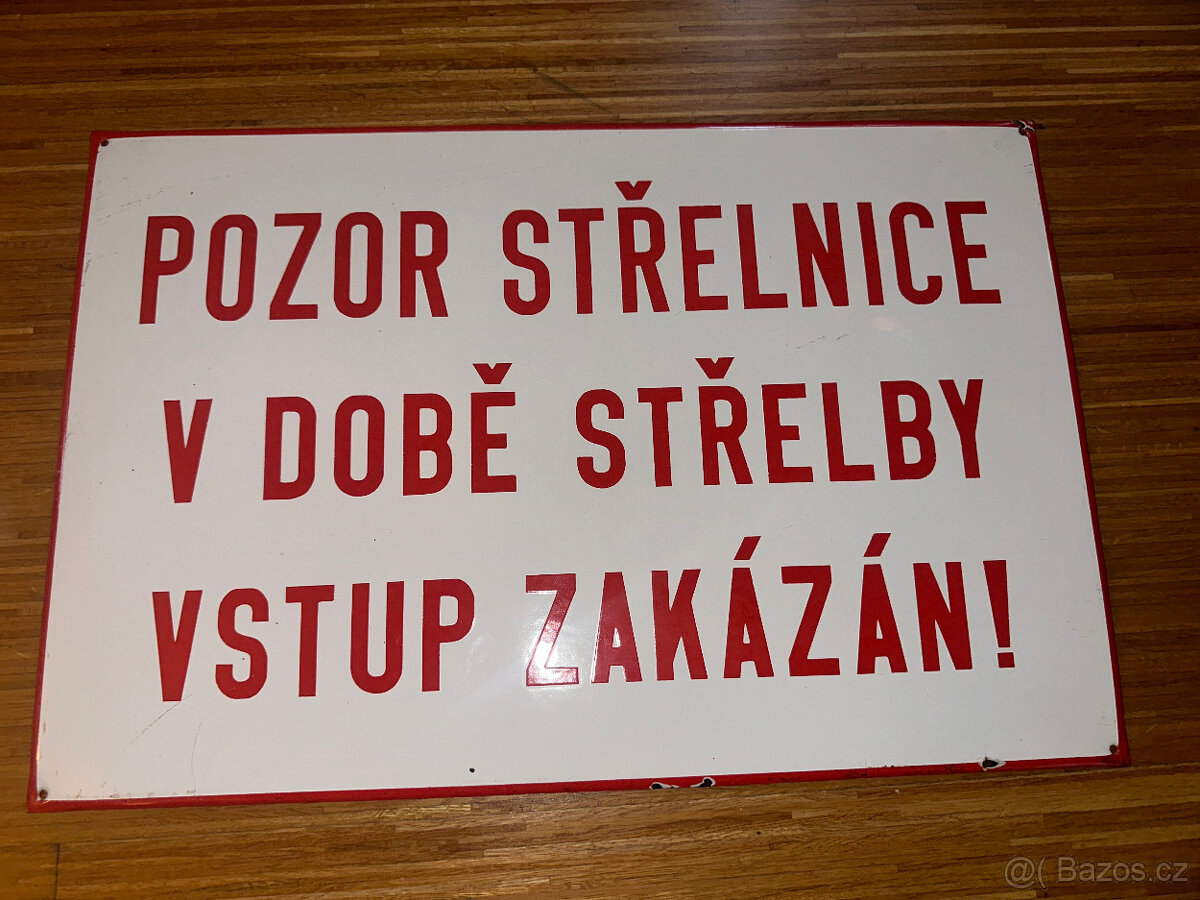 POZOR STŘELNICE
V DOBĚ STŘELBY
VSTUP ZAKÁZÁN!
@( Bazos.cz